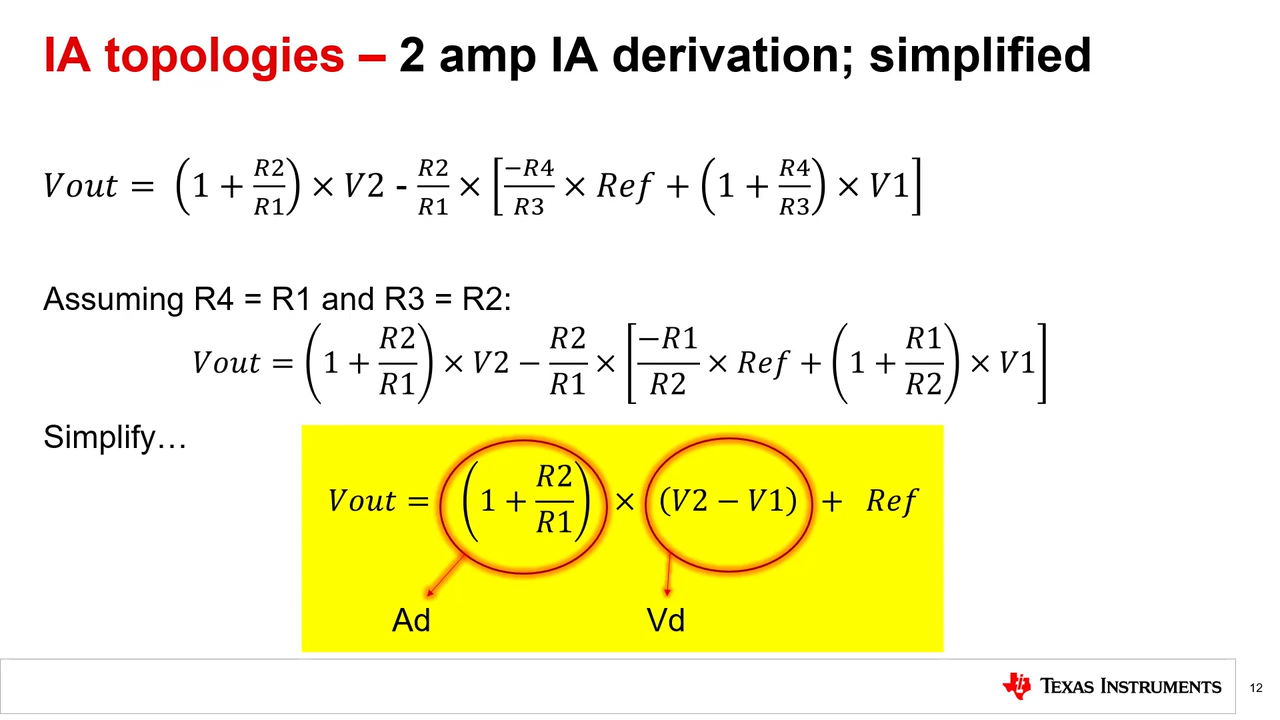 IA topologies – 2 amp IA derivation; simplified
Vout = (1 + R2/R1) × V2 - R2/R1 × [−R4/R3 × Ref + (1 + R4/R3) × V1]
Assuming R4 = R1 and R3 = R2:
Vout = (1 + R2/R1) × V2 − R2/R1 × [−R1/R2 × Ref + (1 + R1/R2) × V1]
Simplify…
Vout = (1 + R2/R1) × (V2 − V1) + Ref
Ad Vd
TEXAS INSTRUMENTS
12